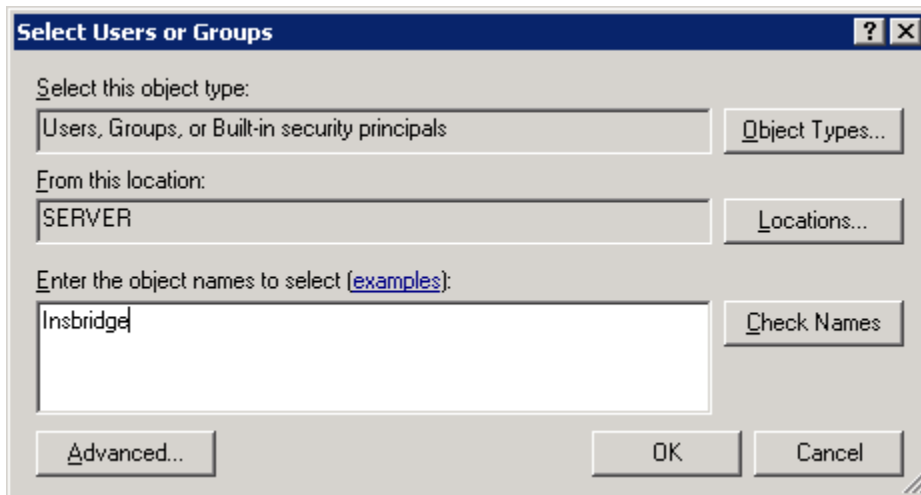 Select Users or Groups
Select this object type:
Users, Groups, or Built-in security principals
Object Types...
From this location:
SERVER
Locations...
Enter the object names to select (examples):
Insbridge
Check Names
Advanced...
OK
Cancel